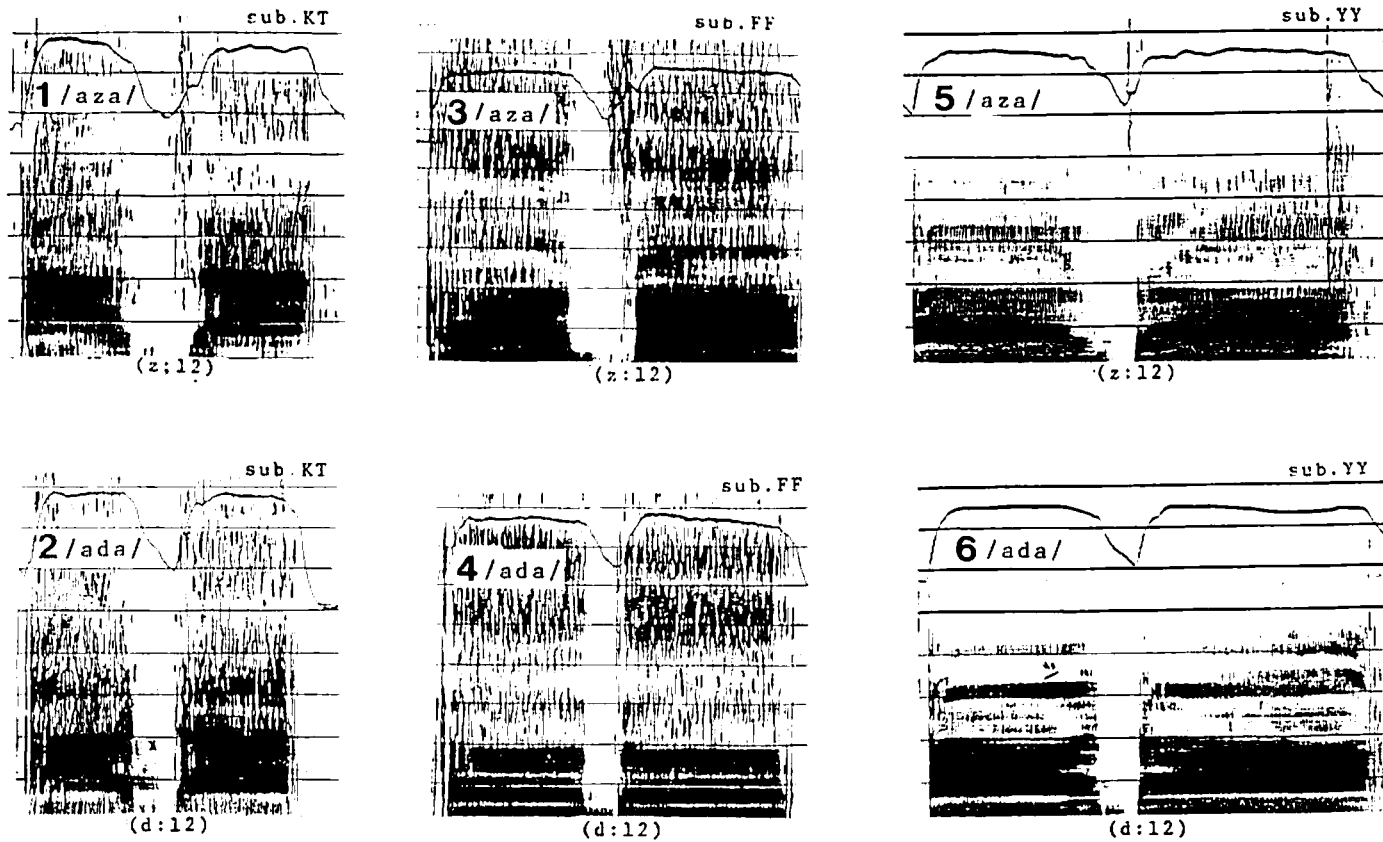 sub.KT
1 /aza/
(z;12)
sub.FF
3 /aza/
(z:12)
sub.YY
5 /aza/
(z:12)
sub.KT
2 /ada/
(d:12)
sub.FF
4 /ada/
(d:12)
sub.YY
6 /ada/
(d:12)